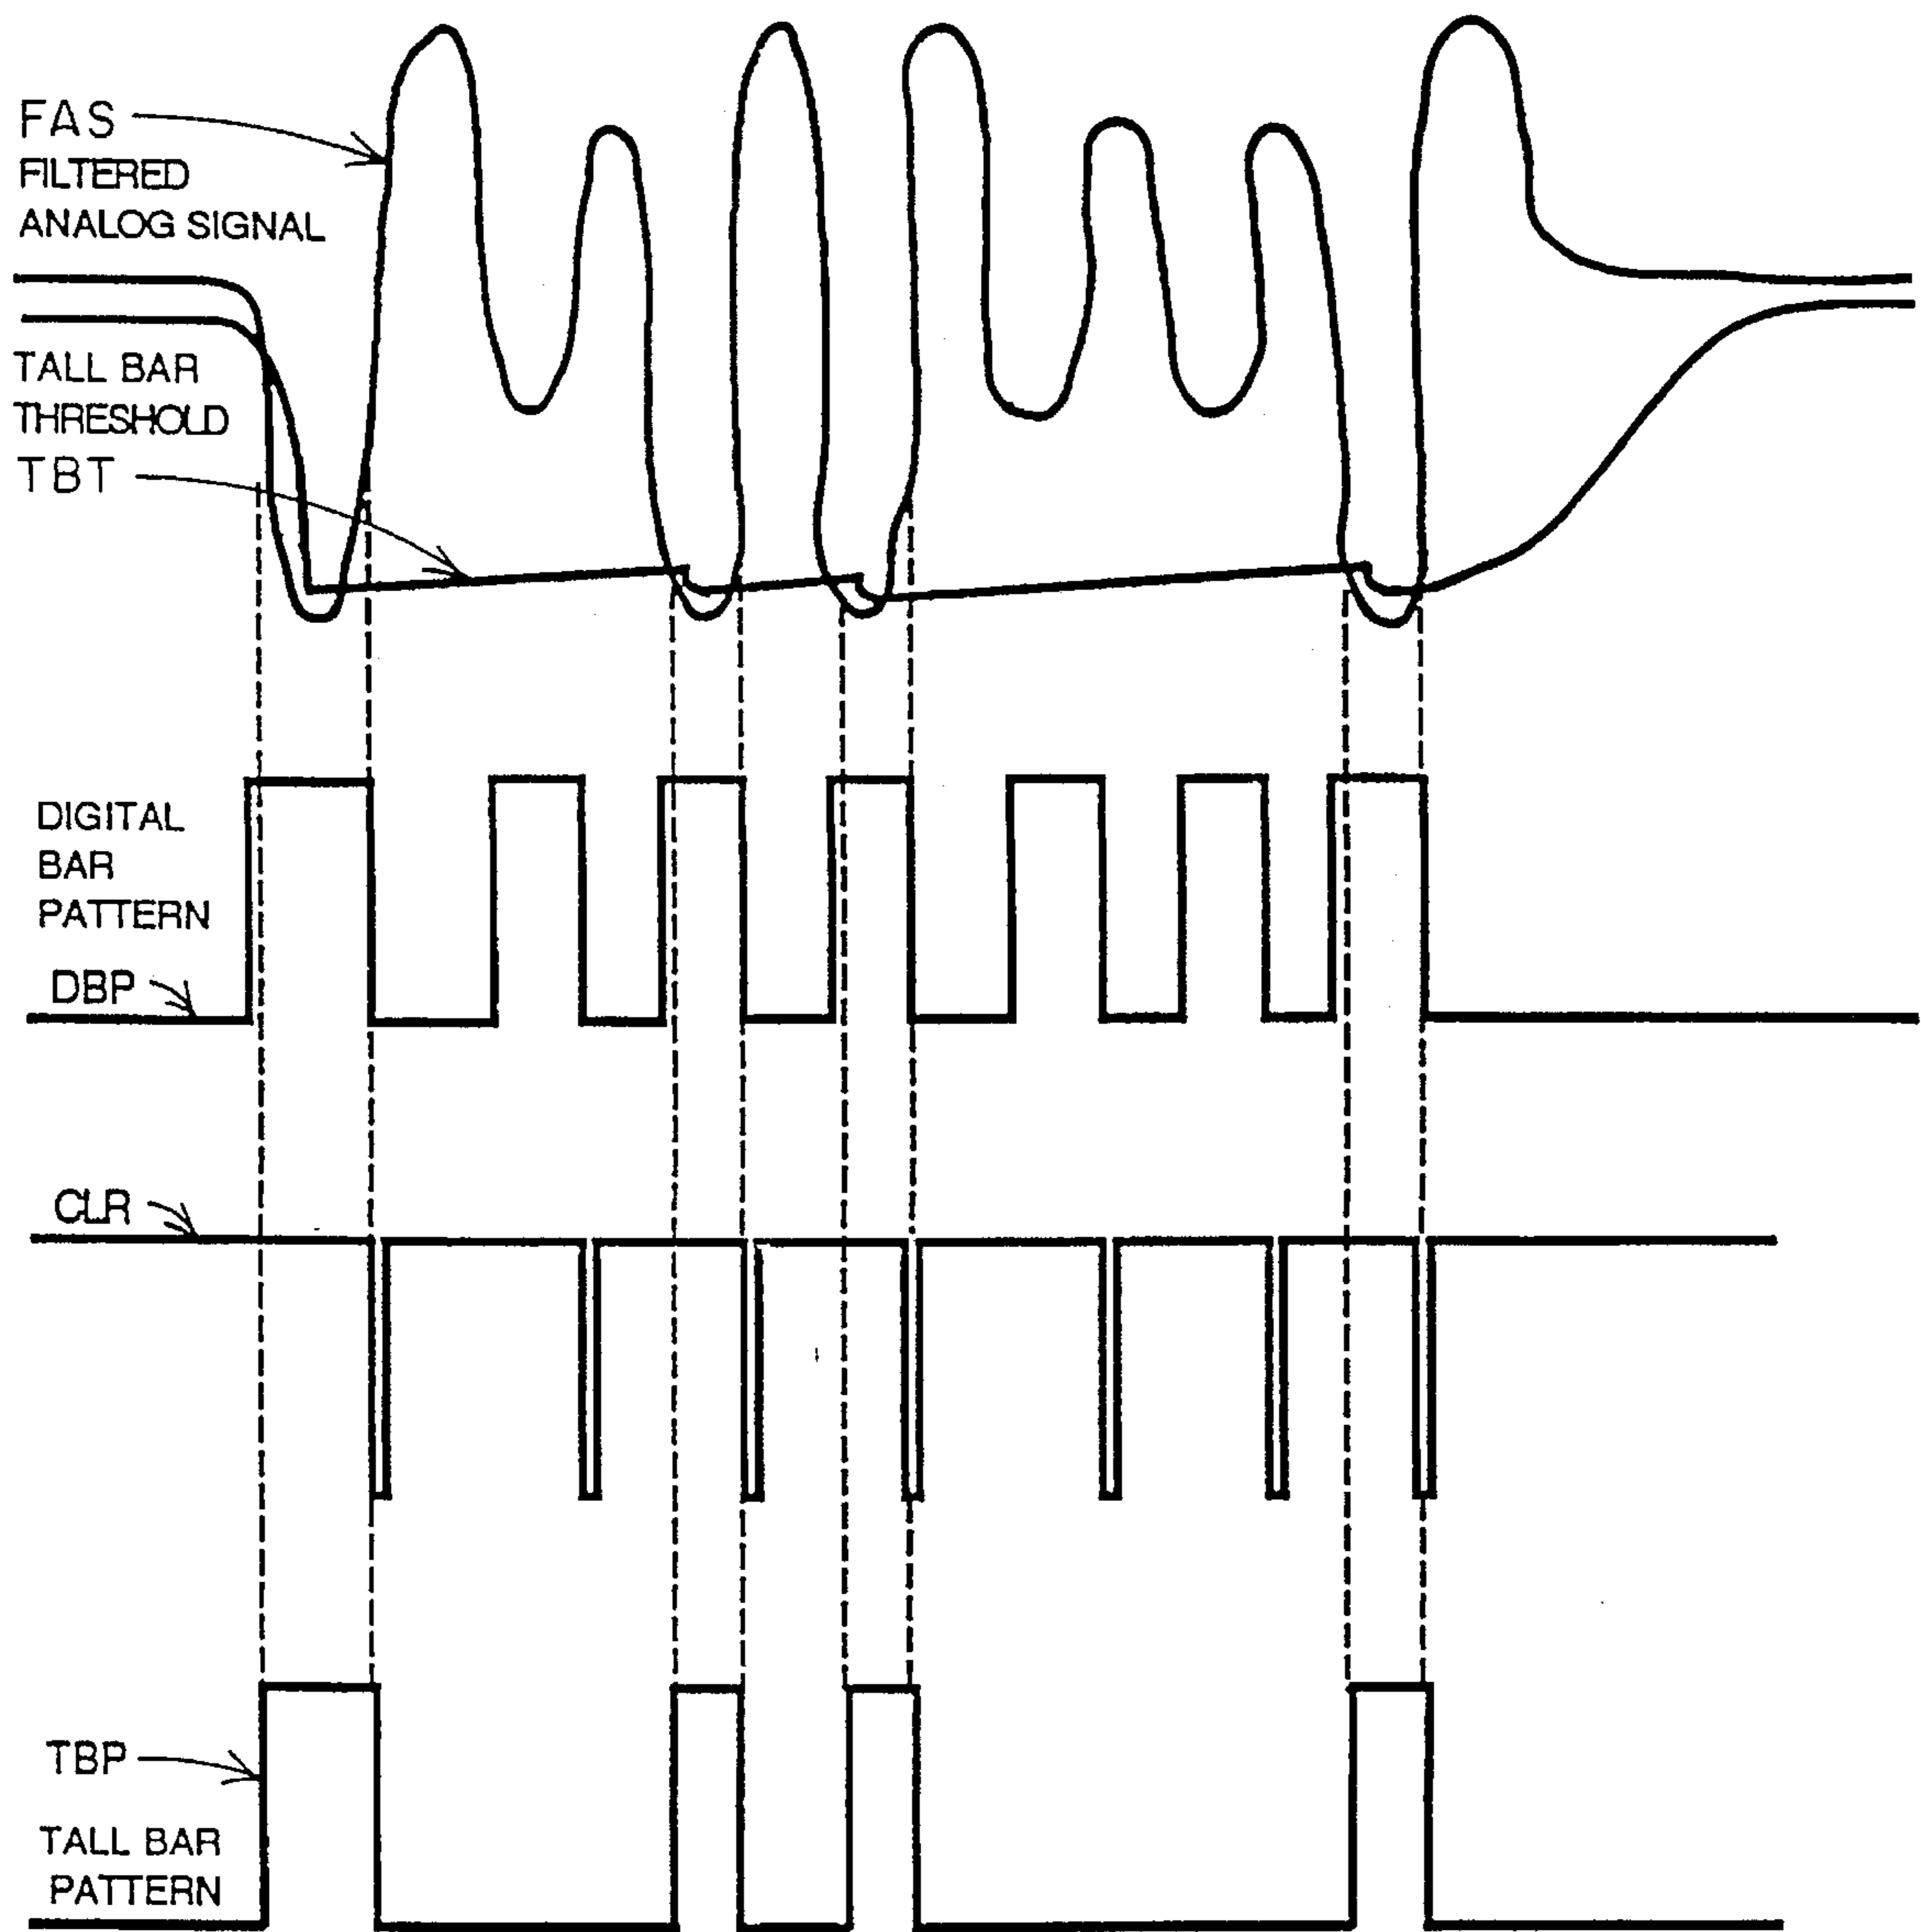 FAS
FILTERED
ANALOG SIGNAL
TALL BAR
THRESHOLD
TBT
DIGITAL
BAR
PATTERN
DBP
CLR
TBP
TALL BAR
PATTERN